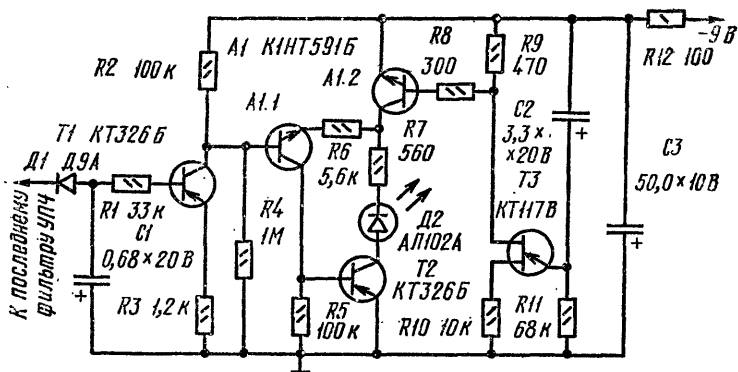 А1 К1НТ591Б
R2 100 к
А1.2
R8
300
R9
470
-9 В
R12 100
А1.1
Т1 КТ326Б
Д1
Д9А
R1 33 к
С1
0,68×20 В
R3 1,2 к
R4
1М
R6
5,6 к
R7
560
С2
3,3×
×20 В
Т3
КТ117В
С3
50,0×10 В
Д2
АЛ102А
Т2
КТ326Б
R5
100 к
R10 10 к
R11
68 к
К последнему
фильтру УПЧ